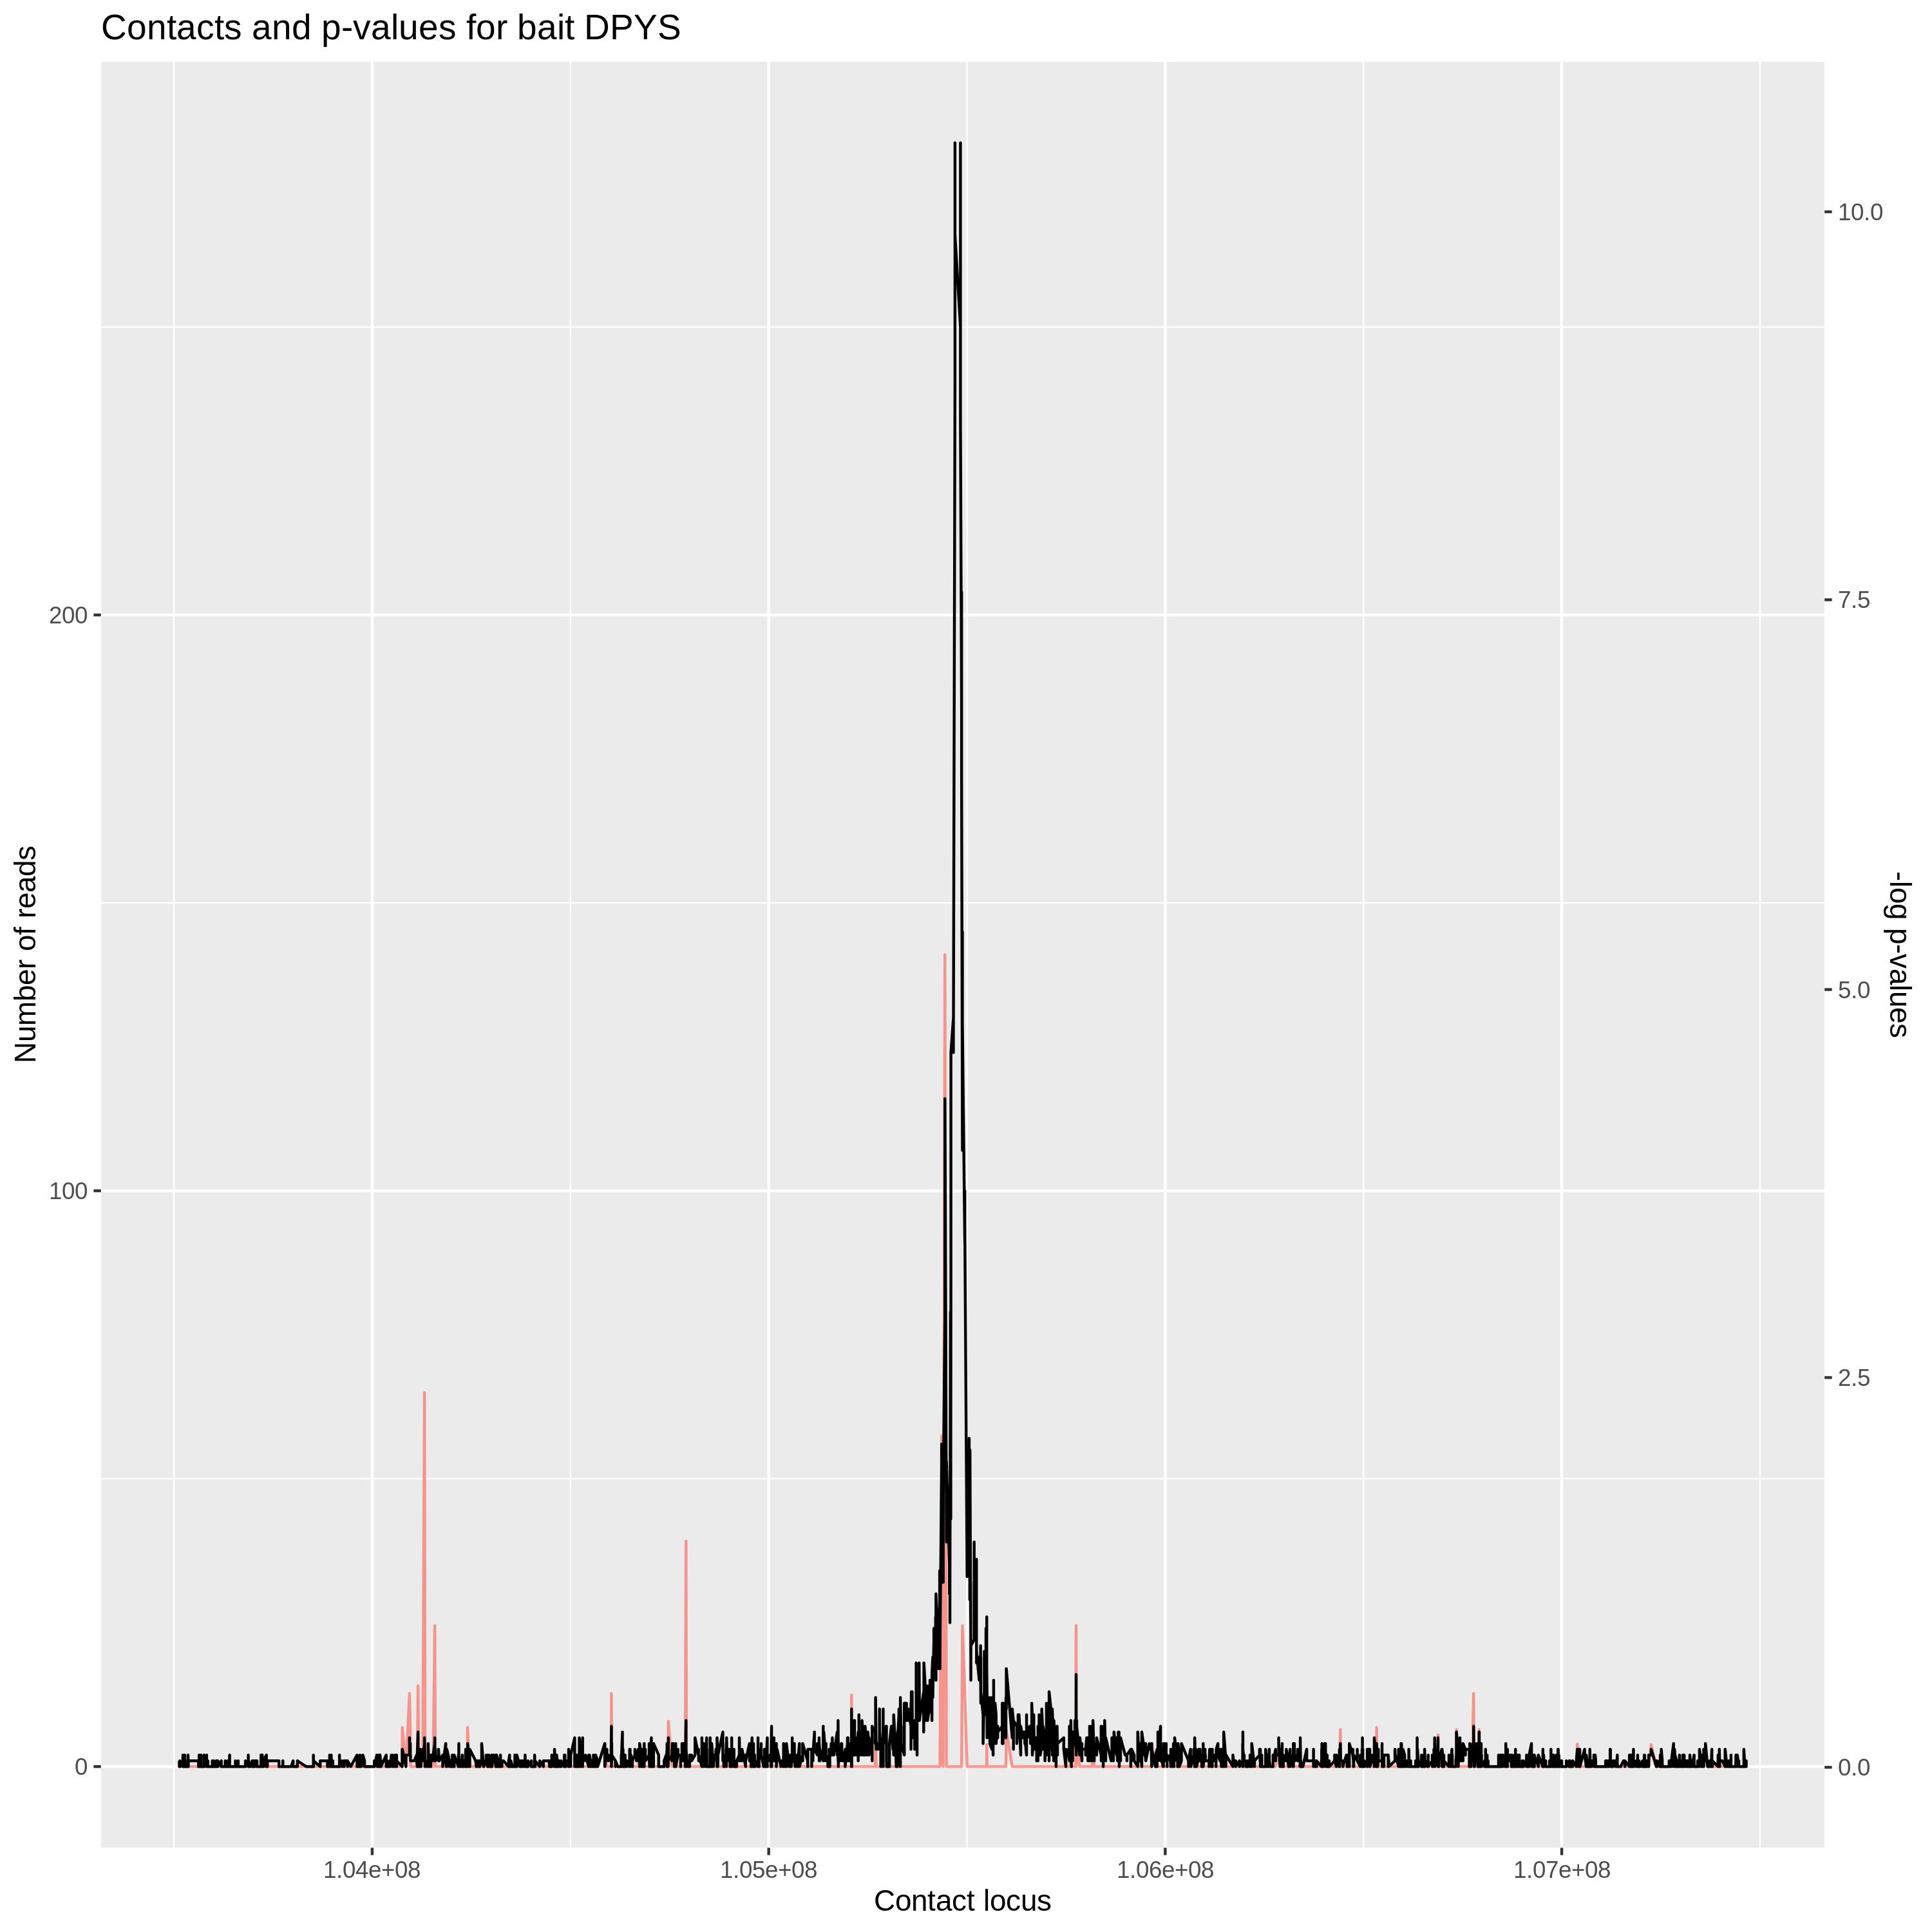 Contacts and p-values for bait DPYS
Number of reads
200
100
0
10.0
7.5
5.0
2.5
0.0
-log p-values
1.04e+08
1.05e+08
1.06e+08
1.07e+08
Contact locus